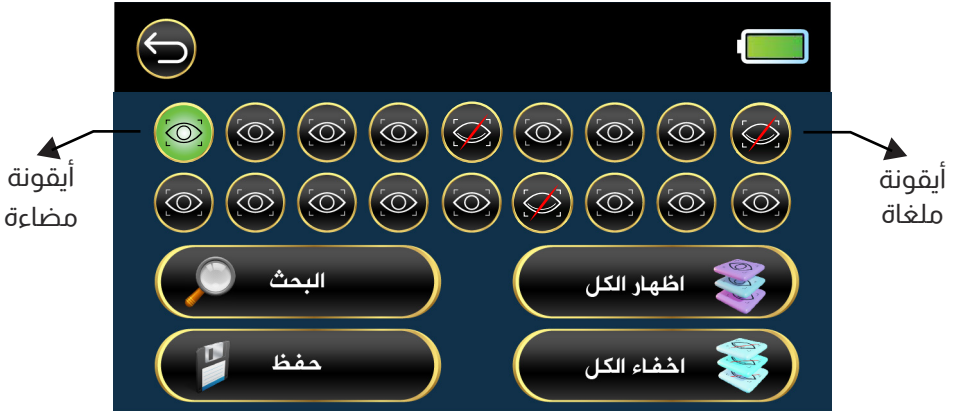 أيقونة
ملغاة
أيقونة
مضاءة
اظهار الكل
البحث
اخفاء الكل
حفظ